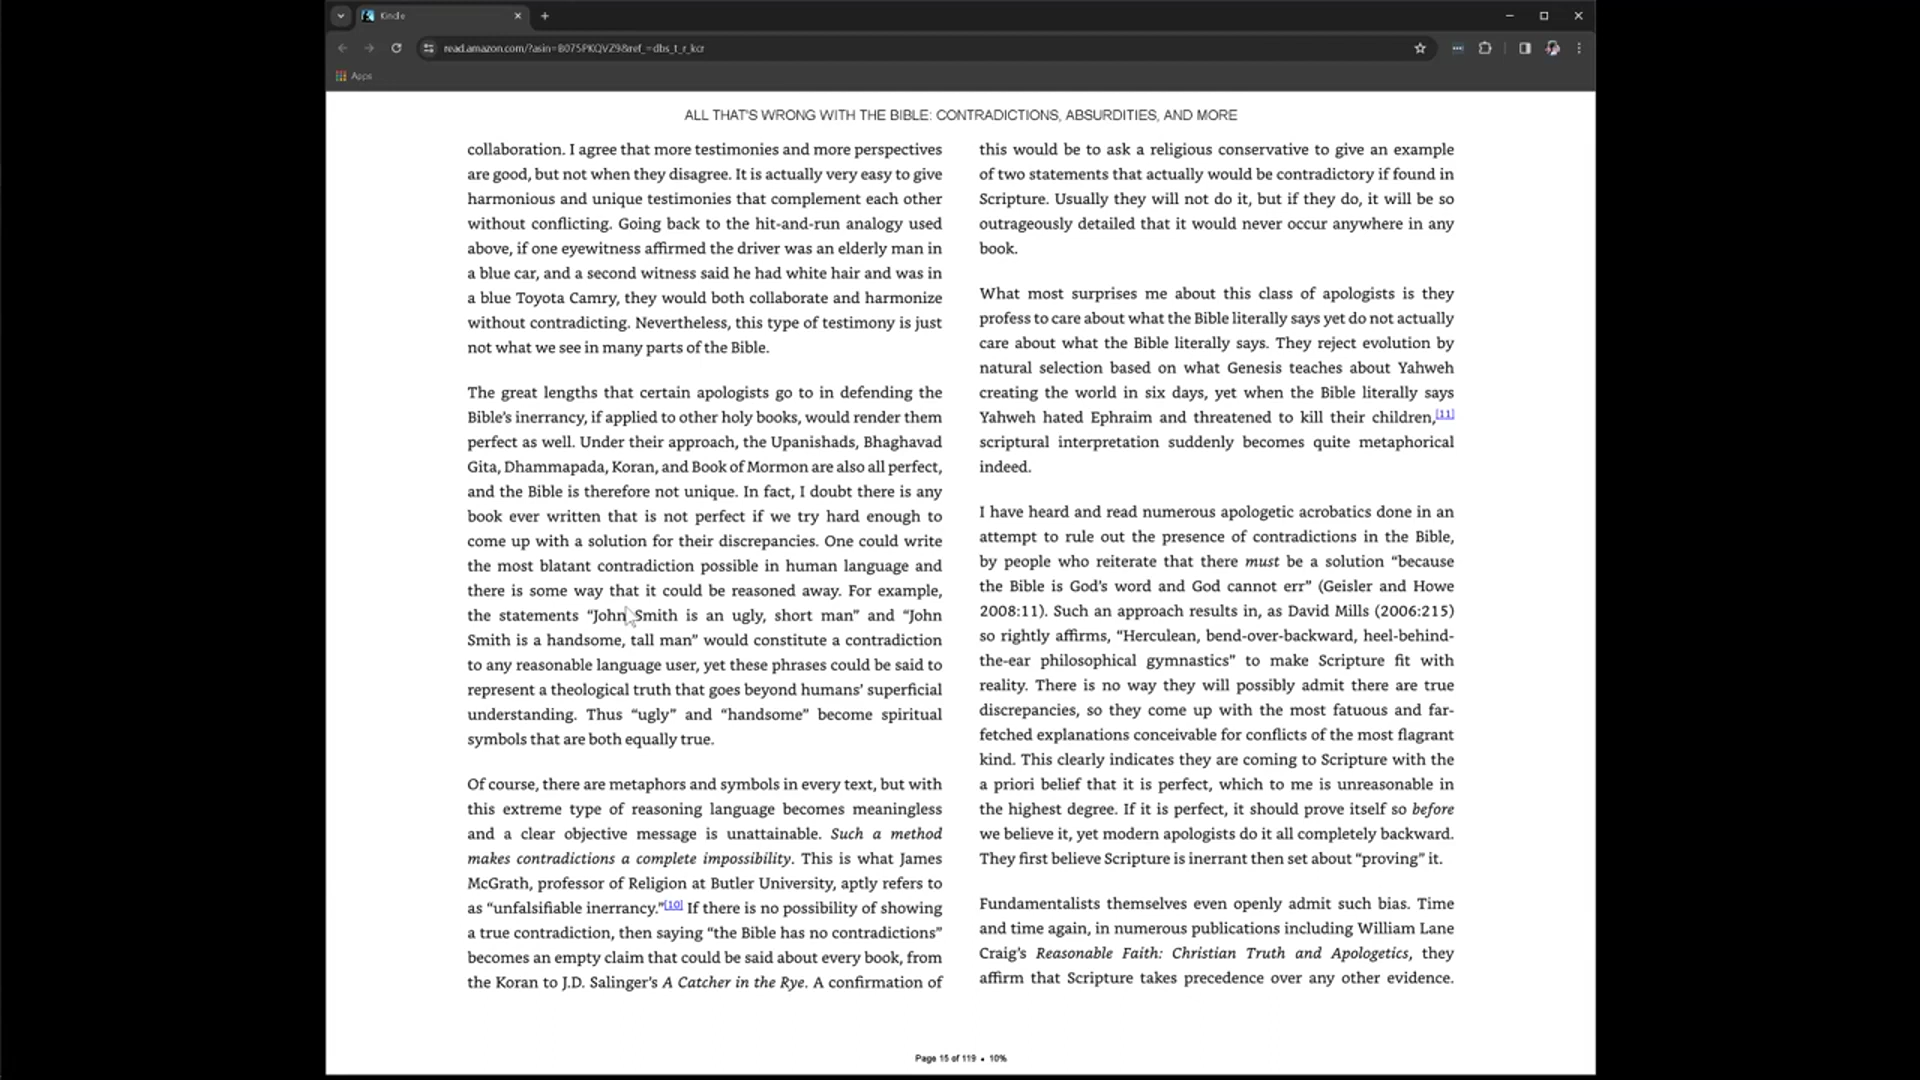 Kindle
read.amazon.com/?asin=B075PKQVZ9&ref_=dbs_t_r_kcr
Apps
ALL THAT'S WRONG WITH THE BIBLE: CONTRADICTIONS, ABSURDITIES, AND MORE
collaboration. I agree that more testimonies and more perspectives
are good, but not when they disagree. It is actually very easy to give
harmonious and unique testimonies that complement each other
without conflicting. Going back to the hit-and-run analogy used
above, if one eyewitness affirmed the driver was an elderly man in
a blue car, and a second witness said he had white hair and was in
a blue Toyota Camry, they would both collaborate and harmonize
without contradicting. Nevertheless, this type of testimony is just
not what we see in many parts of the Bible.
The great lengths that certain apologists go to in defending the
Bible's inerrancy, if applied to other holy books, would render them
perfect as well. Under their approach, the Upanishads, Bhaghavad
Gita, Dhammapada, Koran, and Book of Mormon are also all perfect,
and the Bible is therefore not unique. In fact, I doubt there is any
book ever written that is not perfect if we try hard enough to
come up with a solution for their discrepancies. One could write
the most blatant contradiction possible in human language and
there is some way that it could be reasoned away. For example,
the statements “John Smith is an ugly, short man” and “John
Smith is a handsome, tall man” would constitute a contradiction
to any reasonable language user, yet these phrases could be said to
represent a theological truth that goes beyond humans’ superficial
understanding. Thus “ugly” and “handsome” become spiritual
symbols that are both equally true.
Of course, there are metaphors and symbols in every text, but with
this extreme type of reasoning language becomes meaningless
and a clear objective message is unattainable. Such a method
makes contradictions a complete impossibility. This is what James
McGrath, professor of Religion at Butler University, aptly refers to
as “unfalsifiable inerrancy.”[10] If there is no possibility of showing
a true contradiction, then saying “the Bible has no contradictions”
becomes an empty claim that could be said about every book, from
the Koran to J.D. Salinger’s A Catcher in the Rye. A confirmation of
this would be to ask a religious conservative to give an example
of two statements that actually would be contradictory if found in
Scripture. Usually they will not do it, but if they do, it will be so
outrageously detailed that it would never occur anywhere in any
book.
What most surprises me about this class of apologists is they
profess to care about what the Bible literally says yet do not actually
care about what the Bible literally says. They reject evolution by
natural selection based on what Genesis teaches about Yahweh
creating the world in six days, yet when the Bible literally says
Yahweh hated Ephraim and threatened to kill their children,[11]
scriptural interpretation suddenly becomes quite metaphorical
indeed.
I have heard and read numerous apologetic acrobatics done in an
attempt to rule out the presence of contradictions in the Bible,
by people who reiterate that there must be a solution “because
the Bible is God’s word and God cannot err” (Geisler and Howe
2008:11). Such an approach results in, as David Mills (2006:215)
so rightly affirms, “Herculean, bend-over-backward, heel-behind-
the-ear philosophical gymnastics” to make Scripture fit with
reality. There is no way they will possibly admit there are true
discrepancies, so they come up with the most fatuous and far-
fetched explanations conceivable for conflicts of the most flagrant
kind. This clearly indicates they are coming to Scripture with the
a priori belief that it is perfect, which to me is unreasonable in
the highest degree. If it is perfect, it should prove itself so before
we believe it, yet modern apologists do it all completely backward.
They first believe Scripture is inerrant then set about “proving” it.
Fundamentalists themselves even openly admit such bias. Time
and time again, in numerous publications including William Lane
Craig’s Reasonable Faith: Christian Truth and Apologetics, they
affirm that Scripture takes precedence over any other evidence.
Page 15 of 119 • 10%